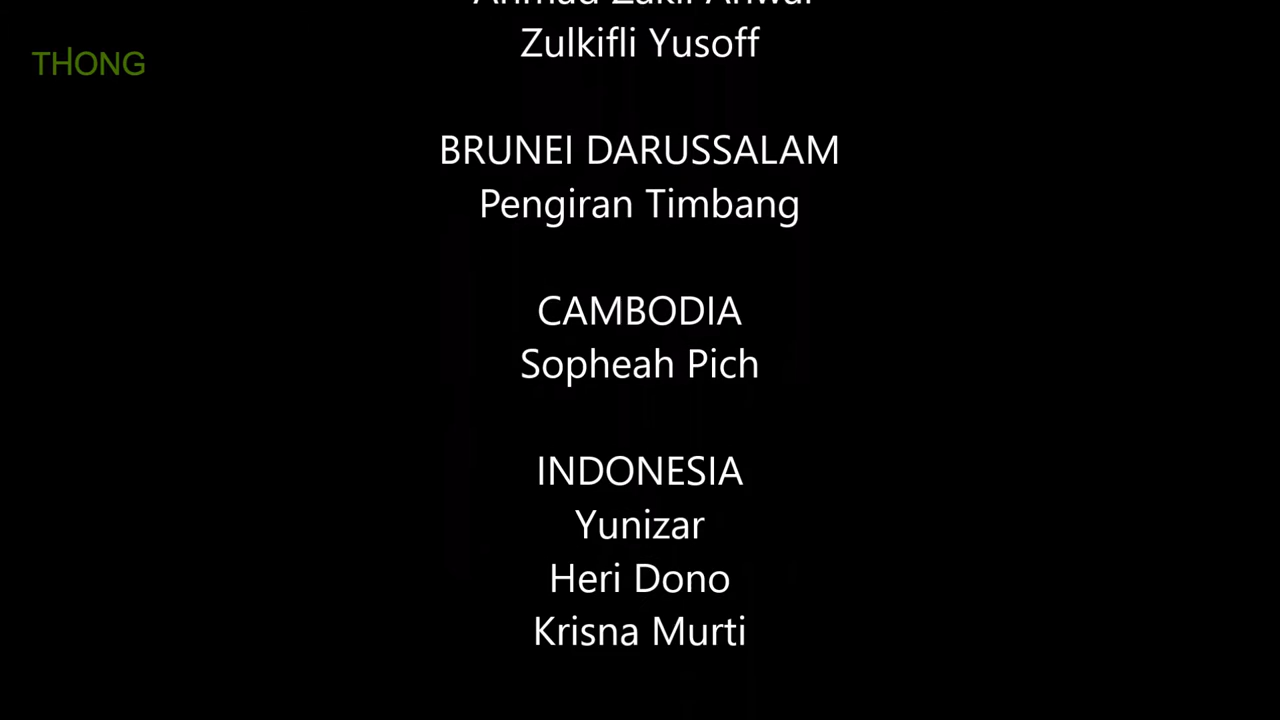 THONG
Zulkifli Yusoff
BRUNEI DARUSSALAM
Pengiran Timbang
CAMBODIA
Sopheah Pich
INDONESIA
Yunizar
Heri Dono
Krisna Murti